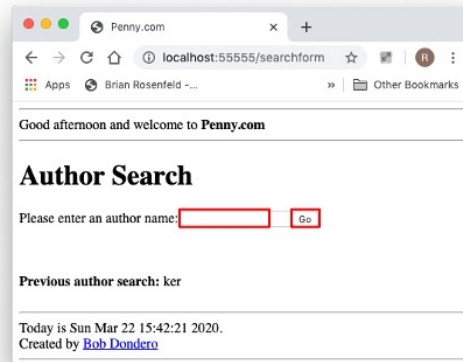 Penny.com
localhost:55555/searchform
R
Apps
Brian Rosenfeld -...
»
Other Bookmarks
Good afternoon and welcome to Penny.com
Author Search
Please enter an author name:
Go
Previous author search: ker
Today is Sun Mar 22 15:42:21 2020.
Created by Bob Dondero